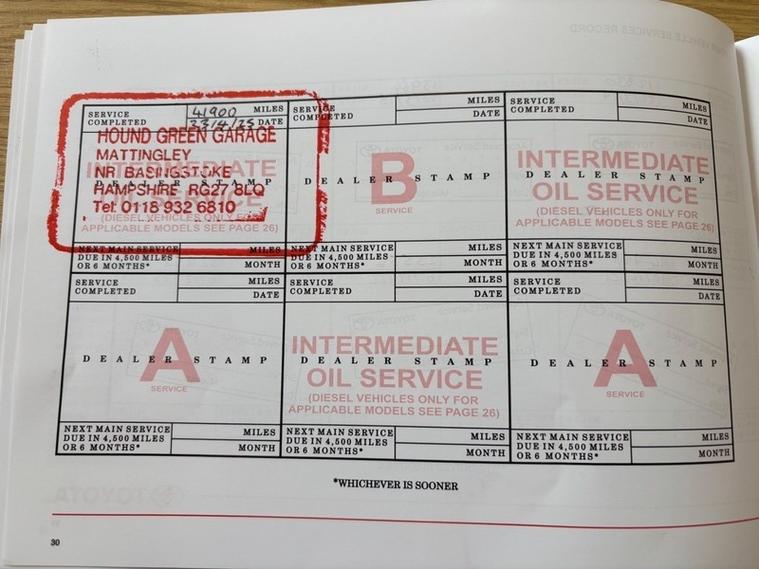 SERVICE COMPLETED 41900 MILES
23/4/25 DATE
HOUND GREEN GARAGE
MATTINGLEY
NR BASINGSTOKE
HAMPSHIRE RG27 8LQ
Tel: 0118 932 6810
INTERMEDIATE
DEALER STAMP
(DIESEL VEHICLES ONLY FOR
APPLICABLE MODELS SEE PAGE 26)
NEXT MAIN SERVICE
DUE IN 4,500 MILES
OR 6 MONTHS*
MILES
MONTH
SERVICE
COMPLETED
MILES
DATE
B
DEALER STAMP
SERVICE
NEXT MAIN SERVICE
DUE IN 4,500 MILES
OR 6 MONTHS*
MILES
MONTH
SERVICE
COMPLETED
MILES
DATE
INTERMEDIATE
DEALER STAMP
OIL SERVICE
(DIESEL VEHICLES ONLY FOR
APPLICABLE MODELS SEE PAGE 26)
NEXT MAIN SERVICE
DUE IN 4,500 MILES
OR 6 MONTHS*
MILES
MONTH
SERVICE
COMPLETED
MILES
DATE
A
DEALER STAMP
SERVICE
NEXT MAIN SERVICE
DUE IN 4,500 MILES
OR 6 MONTHS*
MILES
MONTH
SERVICE
COMPLETED
MILES
DATE
INTERMEDIATE
DEALER STAMP
OIL SERVICE
(DIESEL VEHICLES ONLY FOR
APPLICABLE MODELS SEE PAGE 26)
NEXT MAIN SERVICE
DUE IN 4,500 MILES
OR 6 MONTHS*
MILES
MONTH
SERVICE
COMPLETED
MILES
DATE
A
DEALER STAMP
SERVICE
NEXT MAIN SERVICE
DUE IN 4,500 MILES
OR 6 MONTHS*
MILES
MONTH
*WHICHEVER IS SOONER
30